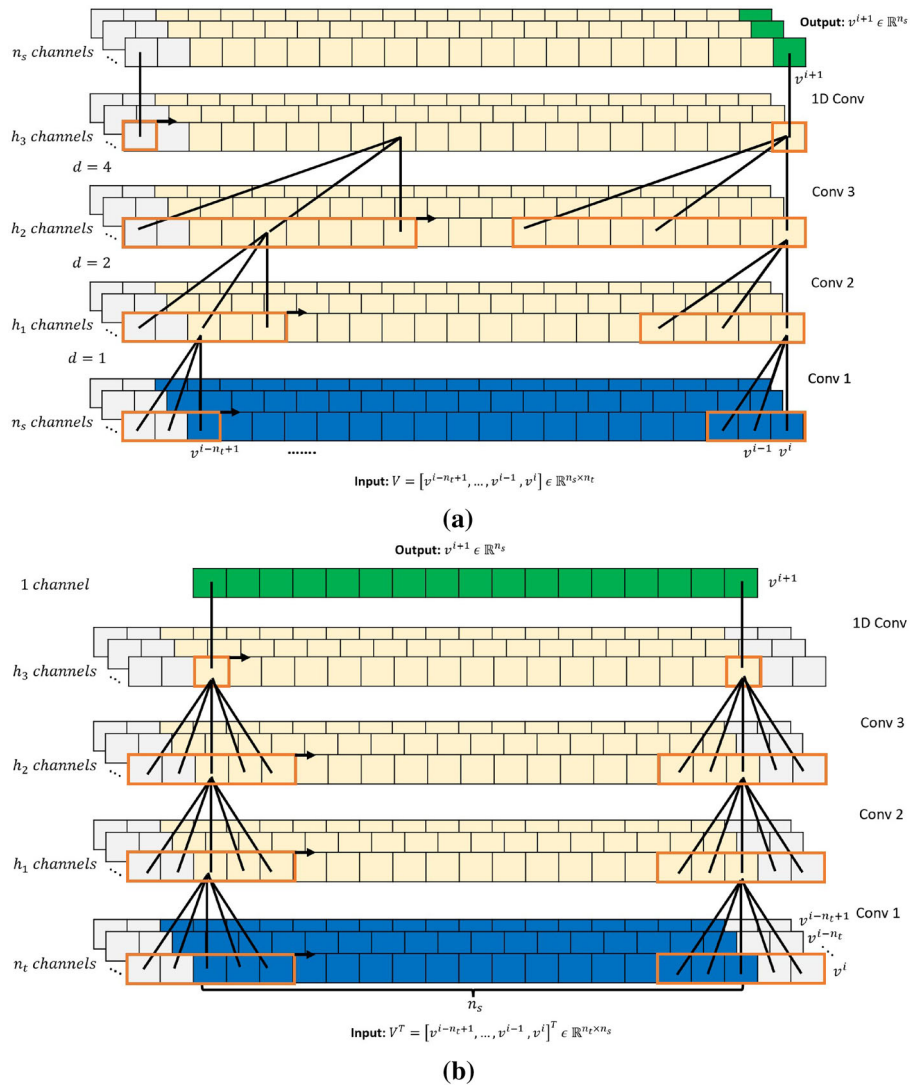 Output: v^{i+1} ϵ ℝ^{n_s}
n_s channels
v^{i+1}
1D Conv
h_3 channels
d = 4
Conv 3
h_2 channels
d = 2
Conv 2
h_1 channels
d = 1
Conv 1
n_s channels
v^{i-n_t+1} ....... v^{i-1} v^i
Input: V = [v^{i-n_t+1}, ..., v^{i-1}, v^i] ϵ ℝ^{n_s×n_t}
(a)
Output: v^{i+1} ϵ ℝ^{n_s}
1 channel
v^{i+1}
1D Conv
h_3 channels
Conv 3
h_2 channels
Conv 2
h_1 channels
Conv 1
v^{i-n_t+1}
v^{i-n_t}
n_t channels
v^i
n_s
Input: V^T = [v^{i-n_t+1}, ..., v^{i-1}, v^i]^T ϵ ℝ^{n_t×n_s}
(b)